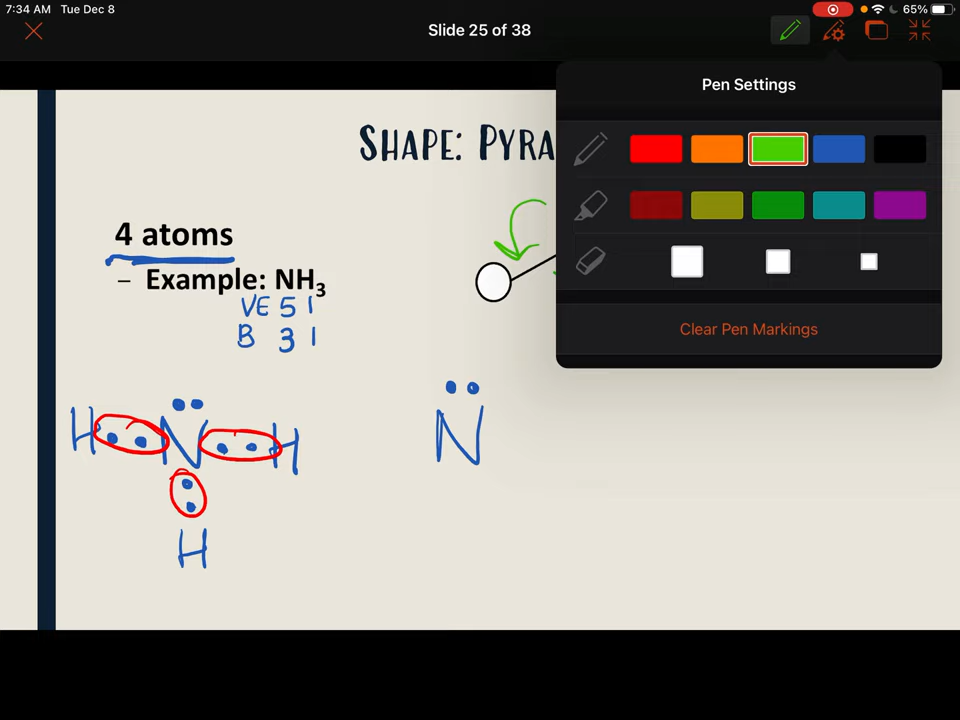 7:34 AM Tue Dec 8
65%
Slide 25 of 38
Pen Settings
SHAPE: PYRA
4 atoms
– Example: NH₃
VE 5 1
B 3 1
Clear Pen Markings
H N H
H
N